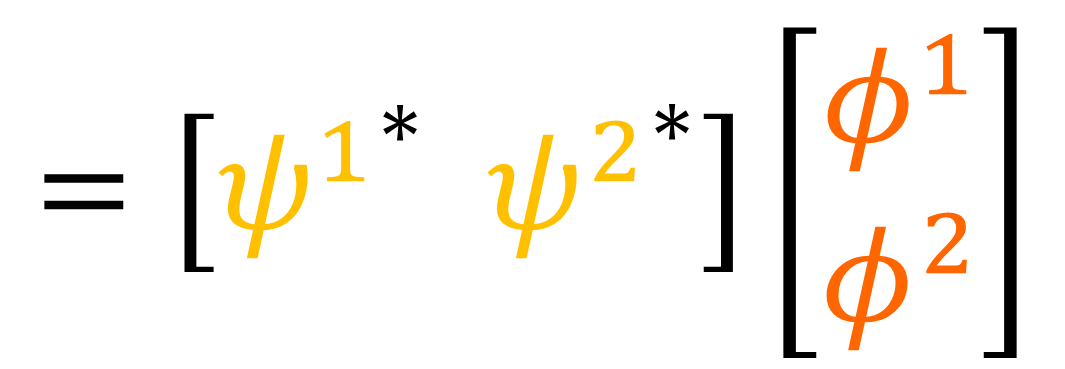 = [ψ¹* ψ²*] [ϕ¹
ϕ²]